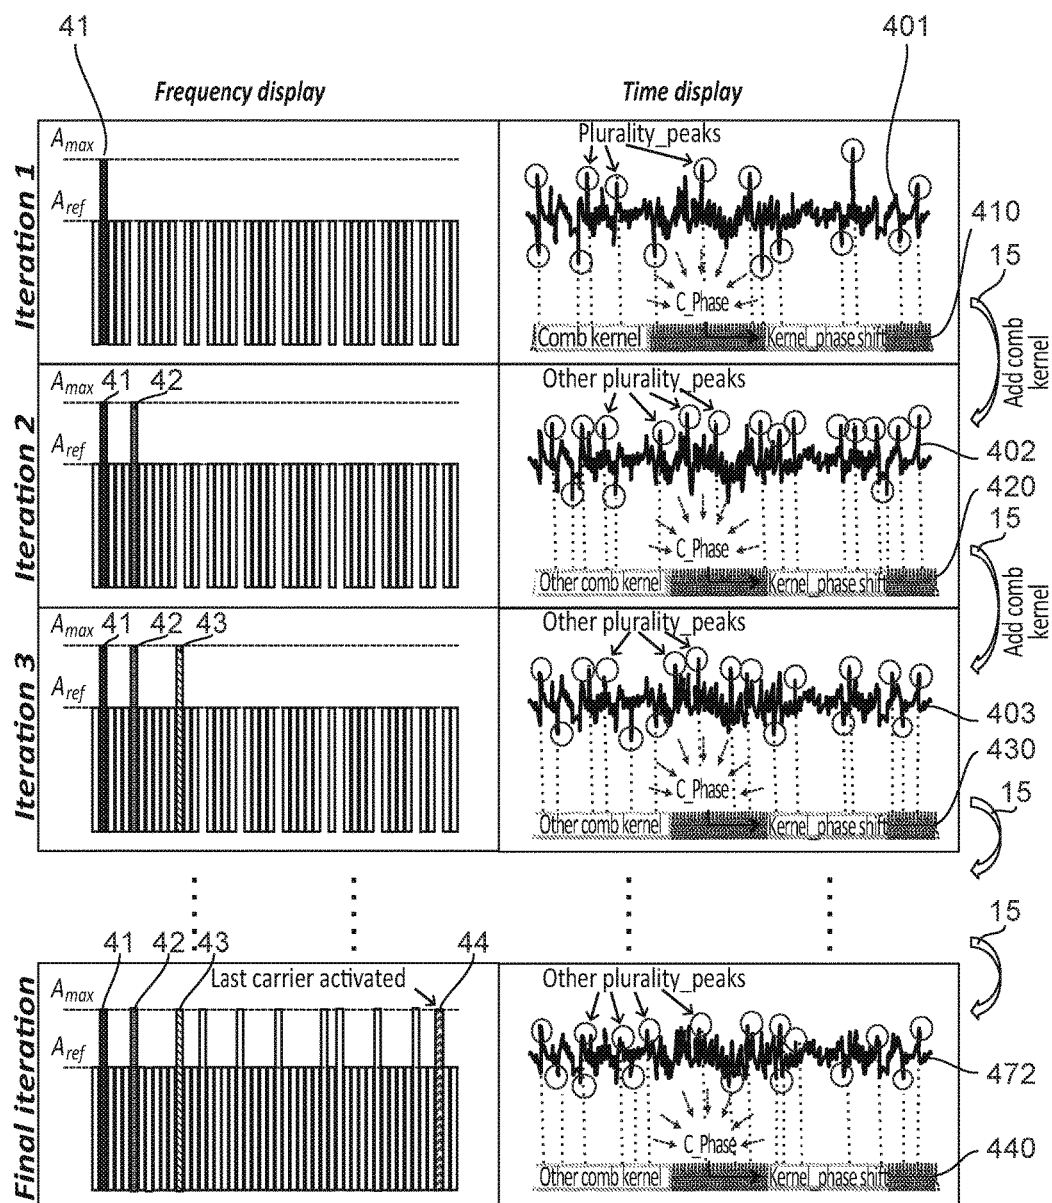 41
401
Frequency display
Time display
Iteration 1
Amax
Aref
Plurality_peaks
C_Phase
Comb kernel
Kernel_phase shift
410
15
Add comb
kernel
Iteration 2
Amax
41
42
Aref
Other plurality_peaks
C_Phase
Other comb kernel
Kernel_phase shift
402
420
15
Add comb
kernel
Iteration 3
Amax
41
42
43
Aref
Other plurality_peaks
C_Phase
Other comb kernel
Kernel_phase shift
403
430
15
15
Final iteration
Amax
41
42
43
Last carrier activated
44
Aref
Other plurality_peaks
C_Phase
Other comb kernel
Kernel_phase shift
472
440